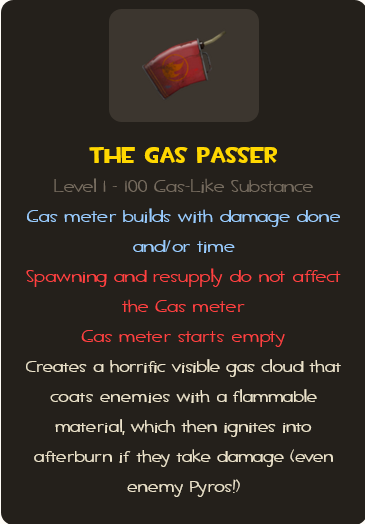 THE GAS PASSER
Level 1 - 100 Gas-Like Substance
Gas meter builds with damage done
and/or time
Spawning and resupply do not affect
the Gas meter
Gas meter starts empty
Creates a horrific visible gas cloud that
coats enemies with a flammable
material, which then ignites into
afterburn if they take damage (even
enemy Pyros!)